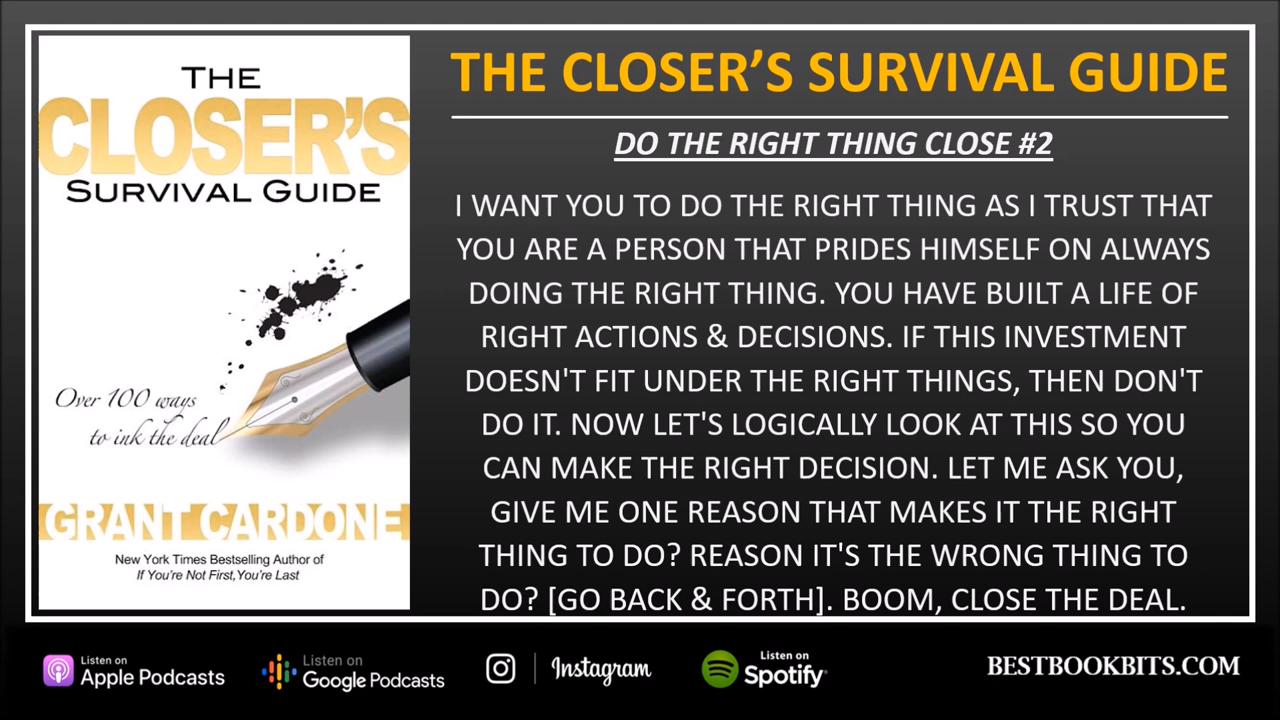 THE
CLOSER'S
SURVIVAL GUIDE
Over 100 ways
to ink the deal
GRANT CARDONE
New York Times Bestselling Author of
If You're Not First, You're Last
THE CLOSER’S SURVIVAL GUIDE
DO THE RIGHT THING CLOSE #2
I WANT YOU TO DO THE RIGHT THING AS I TRUST THAT
YOU ARE A PERSON THAT PRIDES HIMSELF ON ALWAYS
DOING THE RIGHT THING. YOU HAVE BUILT A LIFE OF
RIGHT ACTIONS & DECISIONS. IF THIS INVESTMENT
DOESN'T FIT UNDER THE RIGHT THINGS, THEN DON'T
DO IT. NOW LET'S LOGICALLY LOOK AT THIS SO YOU
CAN MAKE THE RIGHT DECISION. LET ME ASK YOU,
GIVE ME ONE REASON THAT MAKES IT THE RIGHT
THING TO DO? REASON IT'S THE WRONG THING TO
DO? [GO BACK & FORTH]. BOOM, CLOSE THE DEAL.
Listen on
Apple Podcasts
Listen on
Google Podcasts
Instagram
Listen on
Spotify
BESTBOOKBITS.COM